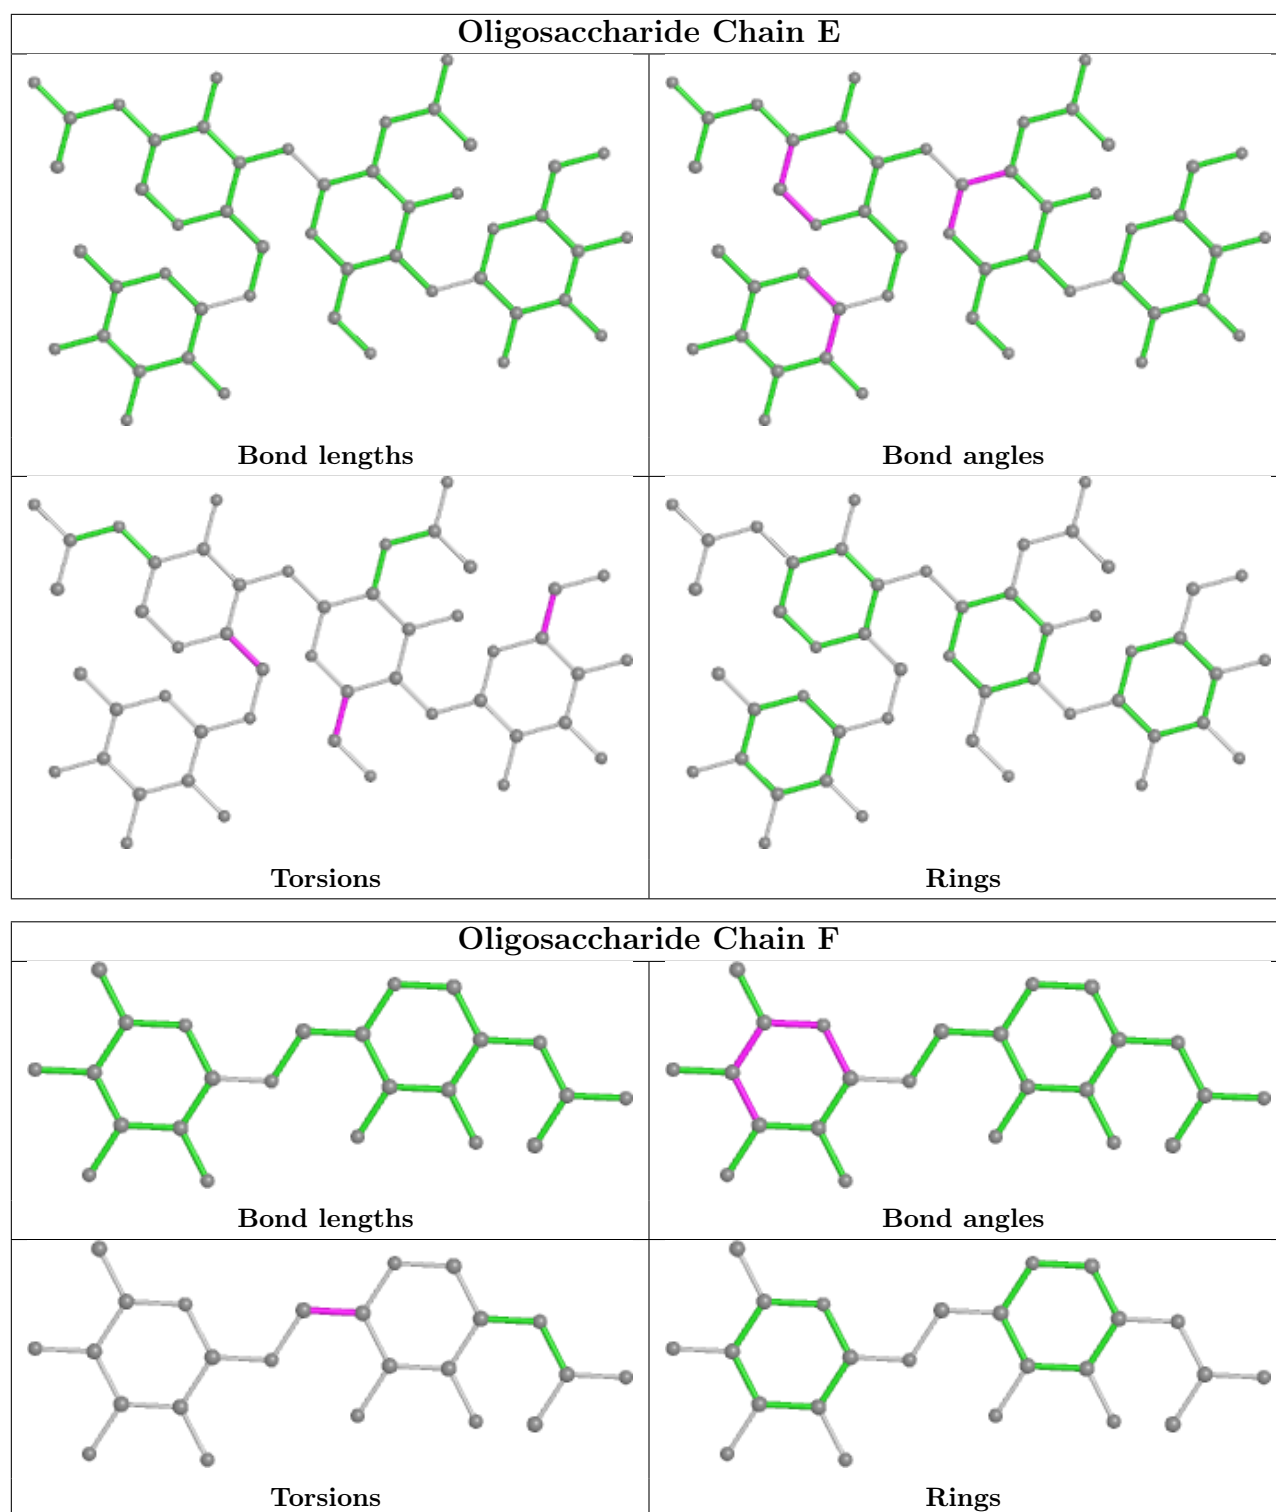 Oligosaccharide Chain E
Bond lengths
Bond angles
Torsions
Rings
Oligosaccharide Chain F
Bond lengths
Bond angles
Torsions
Rings